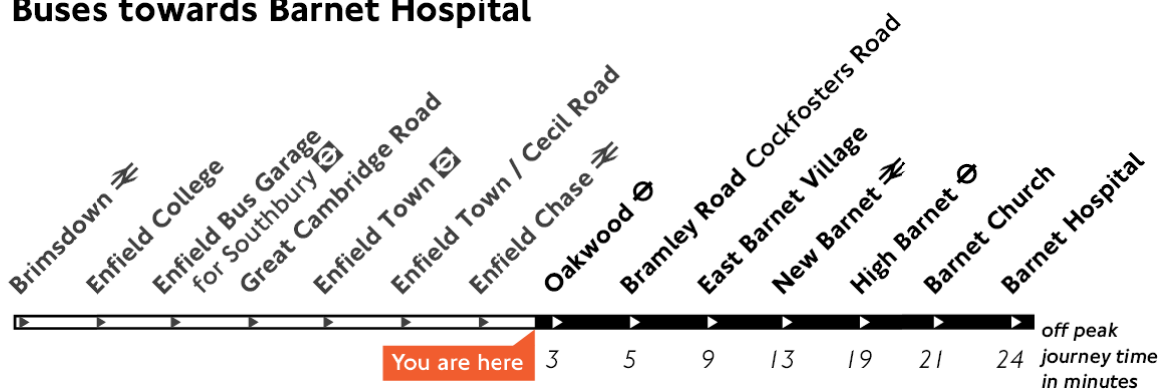 Buses towards Barnet Hospital
Brimsdown
Enfield College
Enfield Bus Garage
for Southbury
Great Cambridge Road
Enfield Town
Enfield Town / Cecil Road
Enfield Chase
Oakwood
Bramley Road Cockfosters Road
East Barnet Village
New Barnet
High Barnet
Barnet Church
Barnet Hospital
You are here
3 5 9 13 19 21 24
off peak
journey time
in minutes